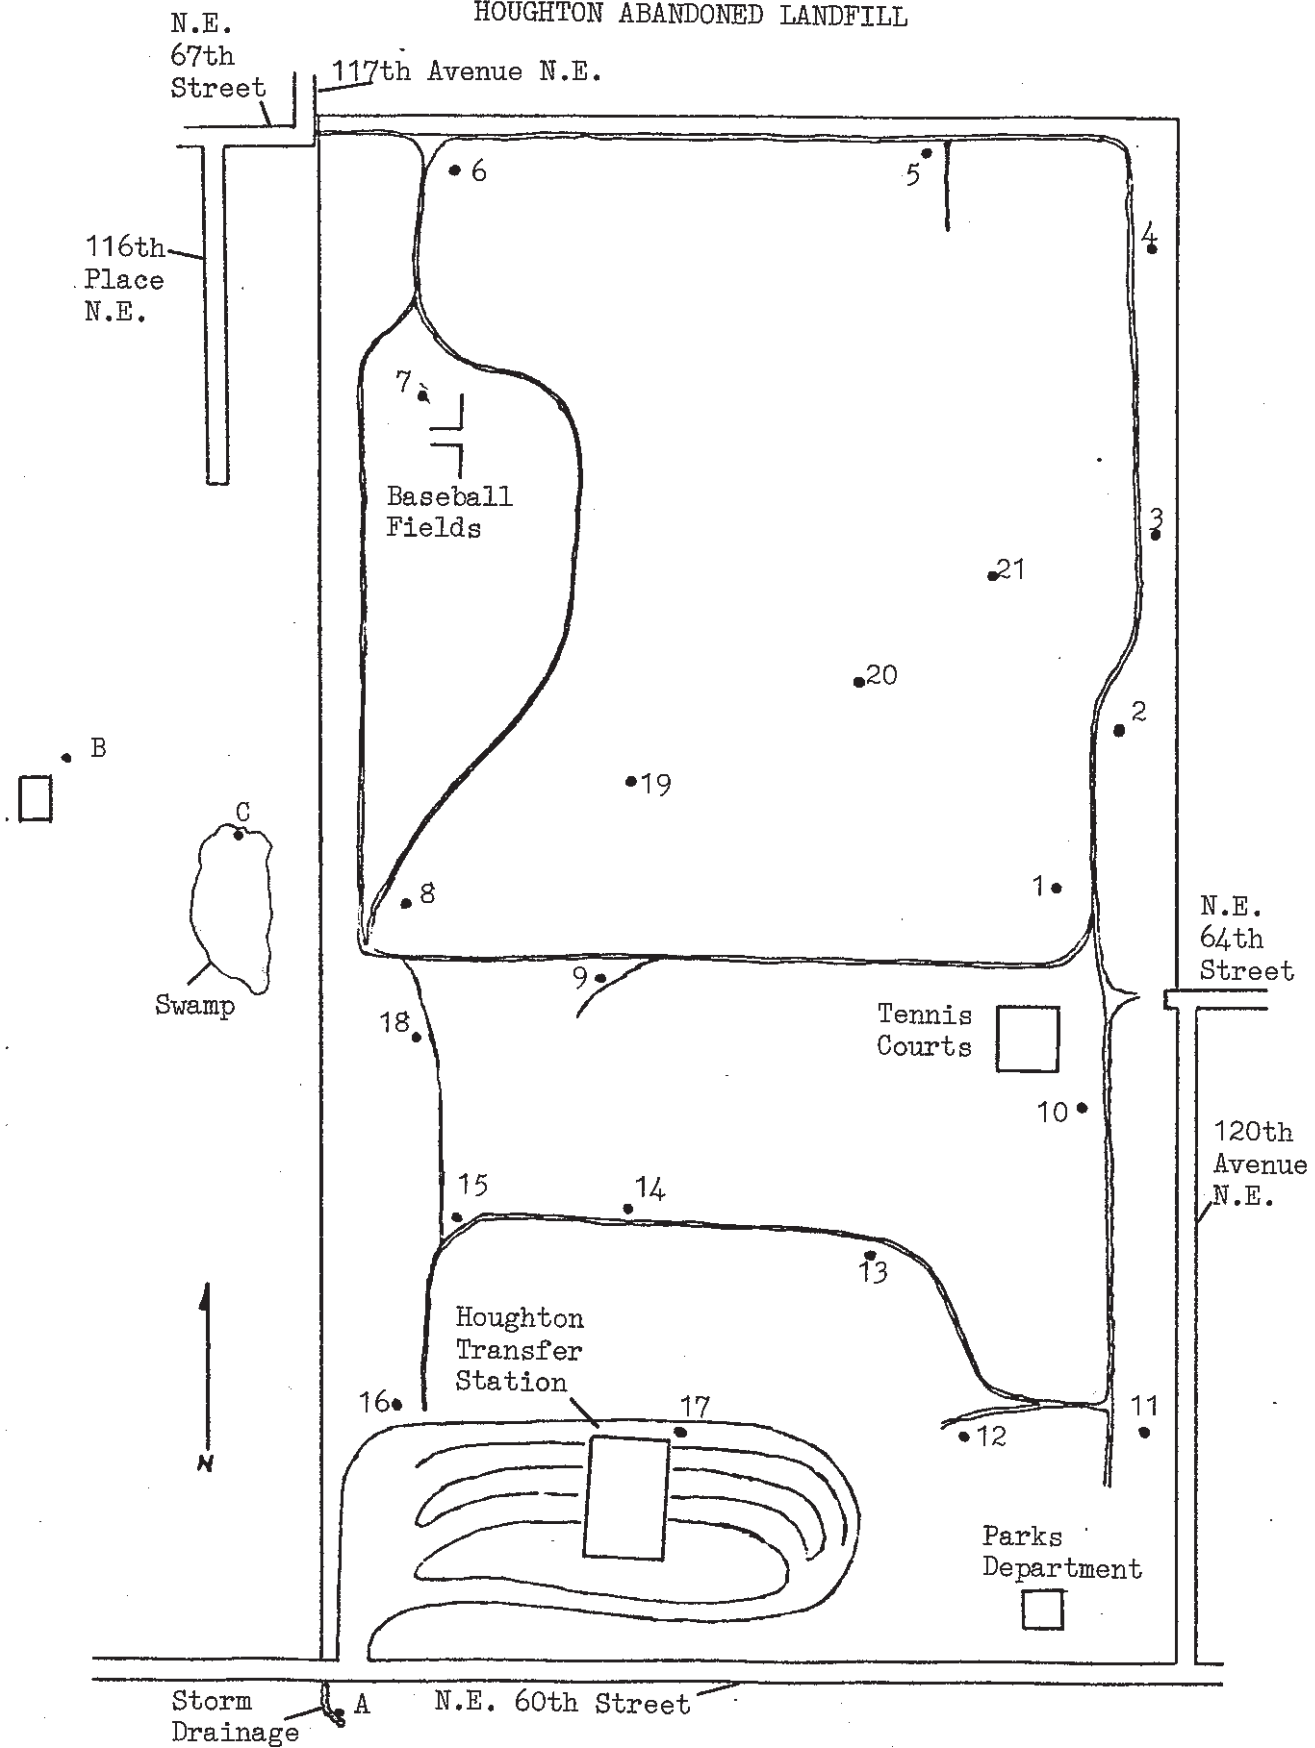 HOUGHTON ABANDONED LANDFILL
N.E.
67th
Street
117th Avenue N.E.
6
5
4
116th
Place
N.E.
7
Baseball
Fields
3
21
20
2
B
19
C
8
1
N.E.
64th
Street
9
Swamp
18
Tennis
Courts
10
120th
Avenue
N.E.
15
14
13
Houghton
Transfer
Station
16
17
11
12
N
Parks
Department
Storm
Drainage
A
N.E. 60th Street